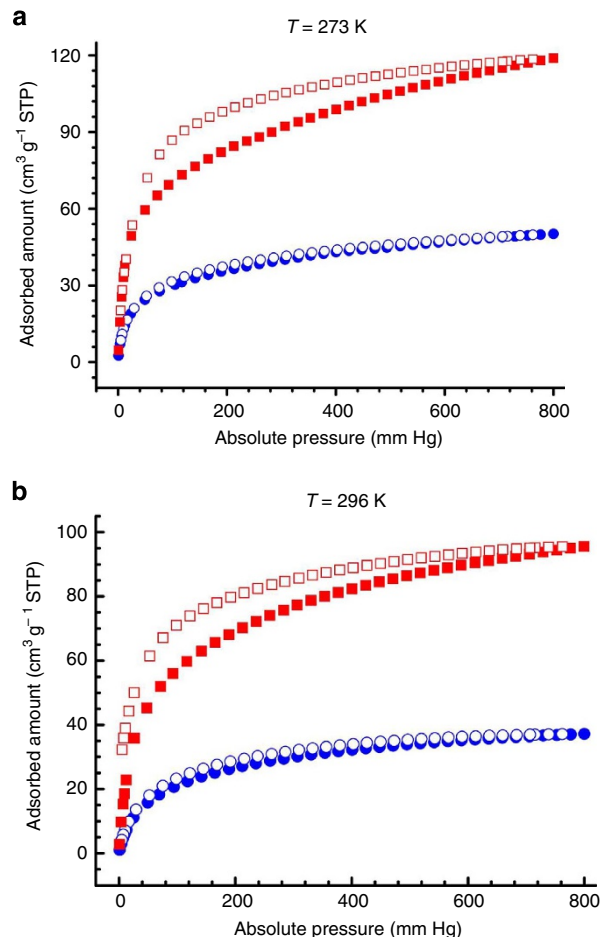 a
T = 273 K
120
90
60
30
0
Adsorbed amount (cm³ g⁻¹ STP)
0 200 400 600 800
Absolute pressure (mm Hg)
b
T = 296 K
100
80
60
40
20
0
Adsorbed amount (cm³ g⁻¹ STP)
0 200 400 600 800
Absolute pressure (mm Hg)